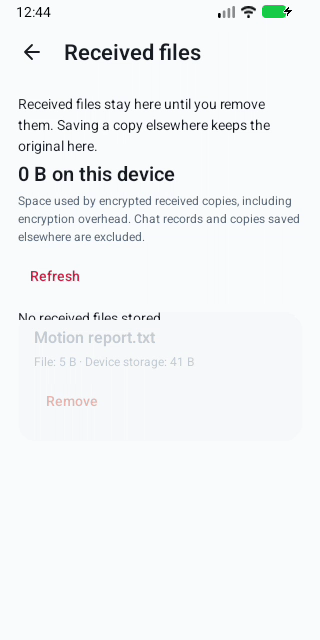 12:44
Received files
Received files stay here until you remove
them. Saving a copy elsewhere keeps the
original here.
0 B on this device
Space used by encrypted received copies, including
encryption overhead. Chat records and copies saved
elsewhere are excluded.
Refresh
No received files stored
Motion report.txt
File: 5 B · Device storage: 41 B
Remove